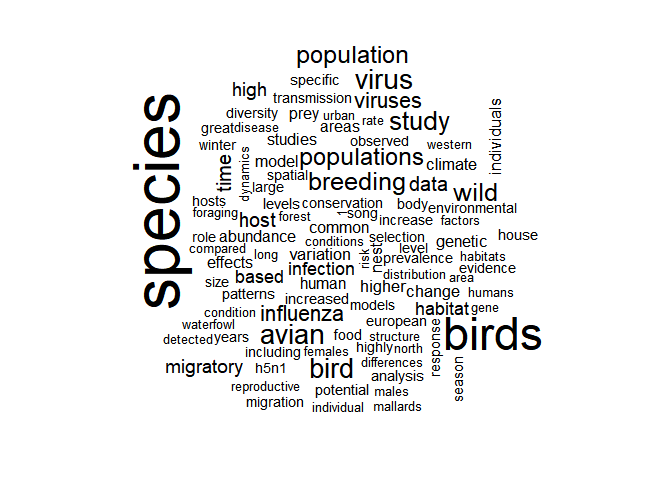 population
specific
virus
high
transmission
viruses
diversity
prey
urban
rate
study
great
disease
areas
individuals
winter
studies
observed
western
time
dynamics
model
populations
climate
spatial
species
large
breeding
data
wild
hosts
levels
conservation
body
foraging
host
forest
song
environmental
common
increase
factors
role
abundance
conditions
selection
genetic
house
compared
long
variation
risk
nest
level
prevalence
habitats
effects
infection
evidence
size
based
human
higher
distribution
area
patterns
increased
models
change
humans
condition
influenza
habitat
gene
waterfowl
european
detected
years
avian
food
structure
birds
including
females
highly
north
response
migratory
h5n1
bird
differences
analysis
season
reproductive
potential
males
migration
individual
mallards